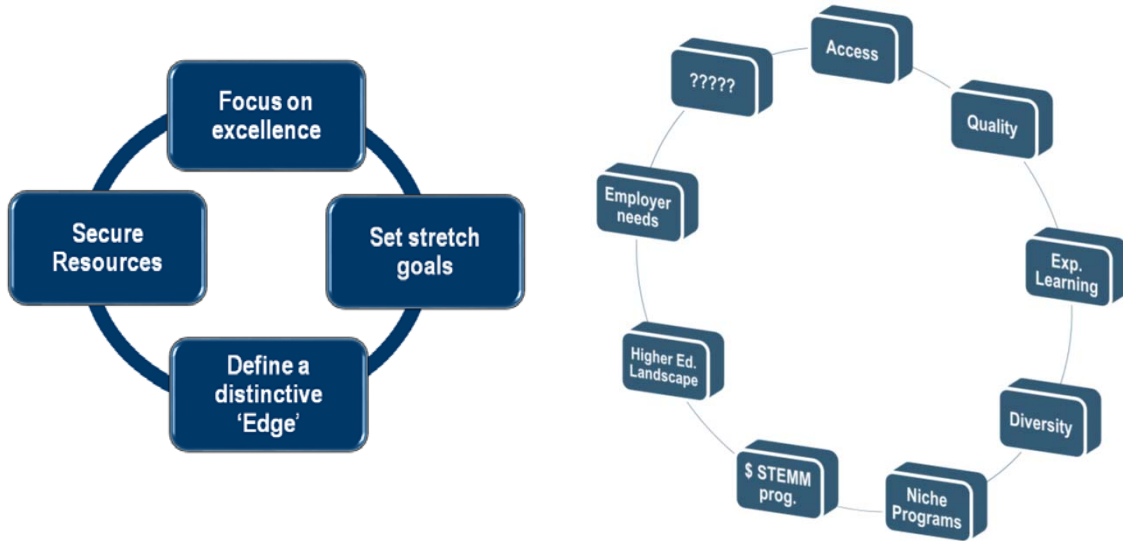 Focus on
excellence
Secure
Resources
Set stretch
goals
Define a
distinctive
‘Edge’
Access
?????
Quality
Employer
needs
Exp.
Learning
Higher Ed.
Landscape
Diversity
$ STEMM
prog.
Niche
Programs